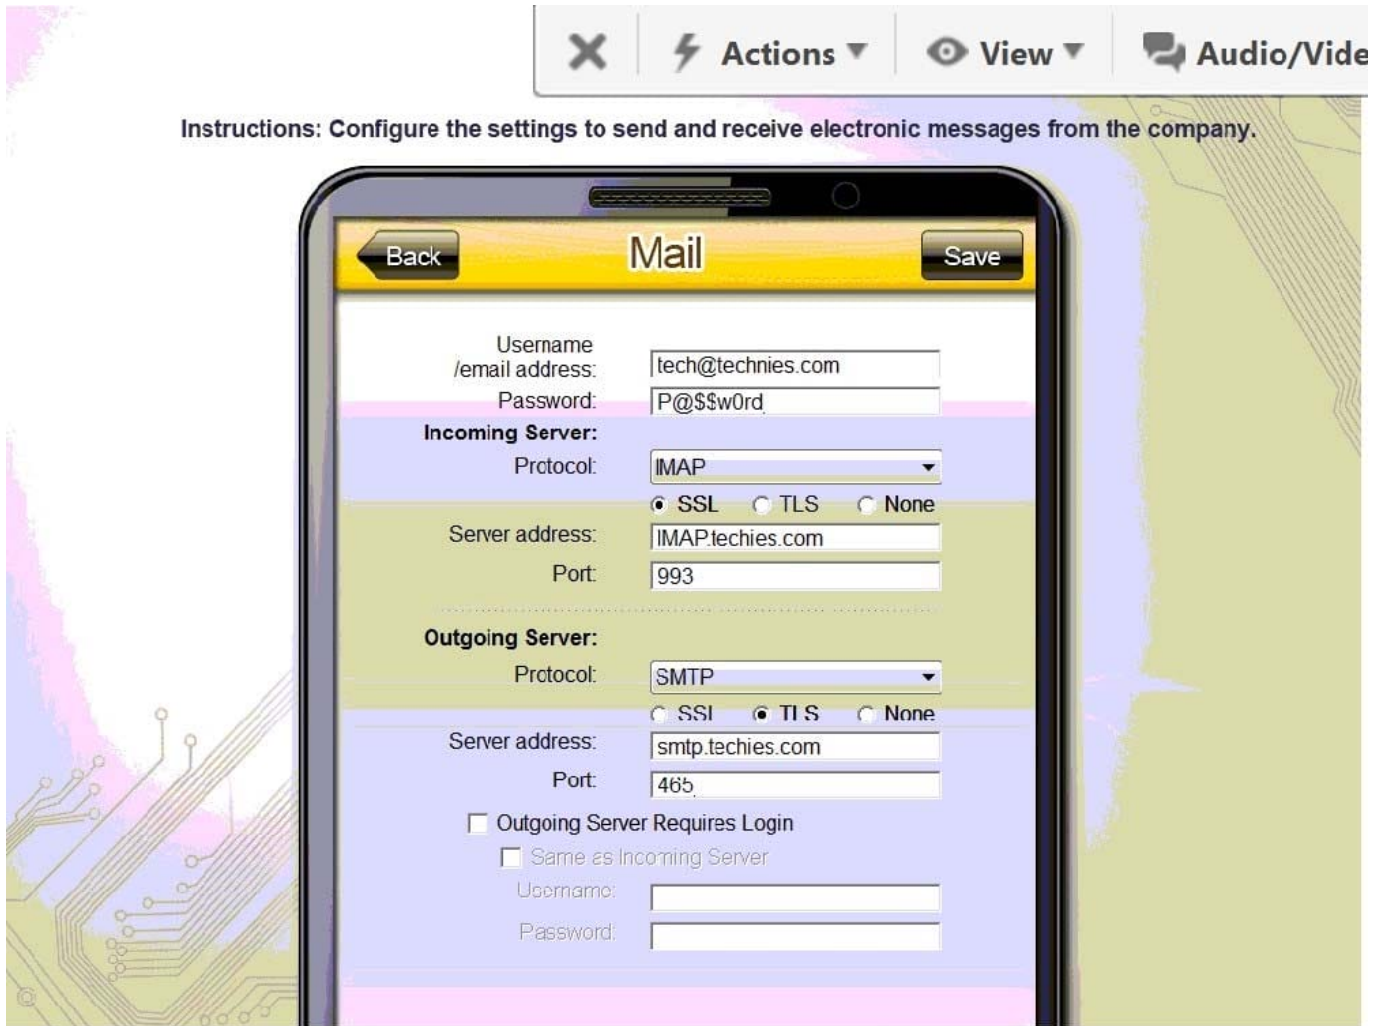 Actions View Audio/Vide
Instructions: Configure the settings to send and receive electronic messages from the company.
Back Mail Save
Username
/email address: tech@technies.com
Password: P@$$w0rd
Incoming Server:
Protocol: IMAP
SSL TLS None
Server address: IMAP.techies.com
Port: 993
Outgoing Server:
Protocol: SMTP
SSL TLS None
Server address: smtp.techies.com
Port: 465
Outgoing Server Requires Login
Same as Incoming Server
Username:
Password: